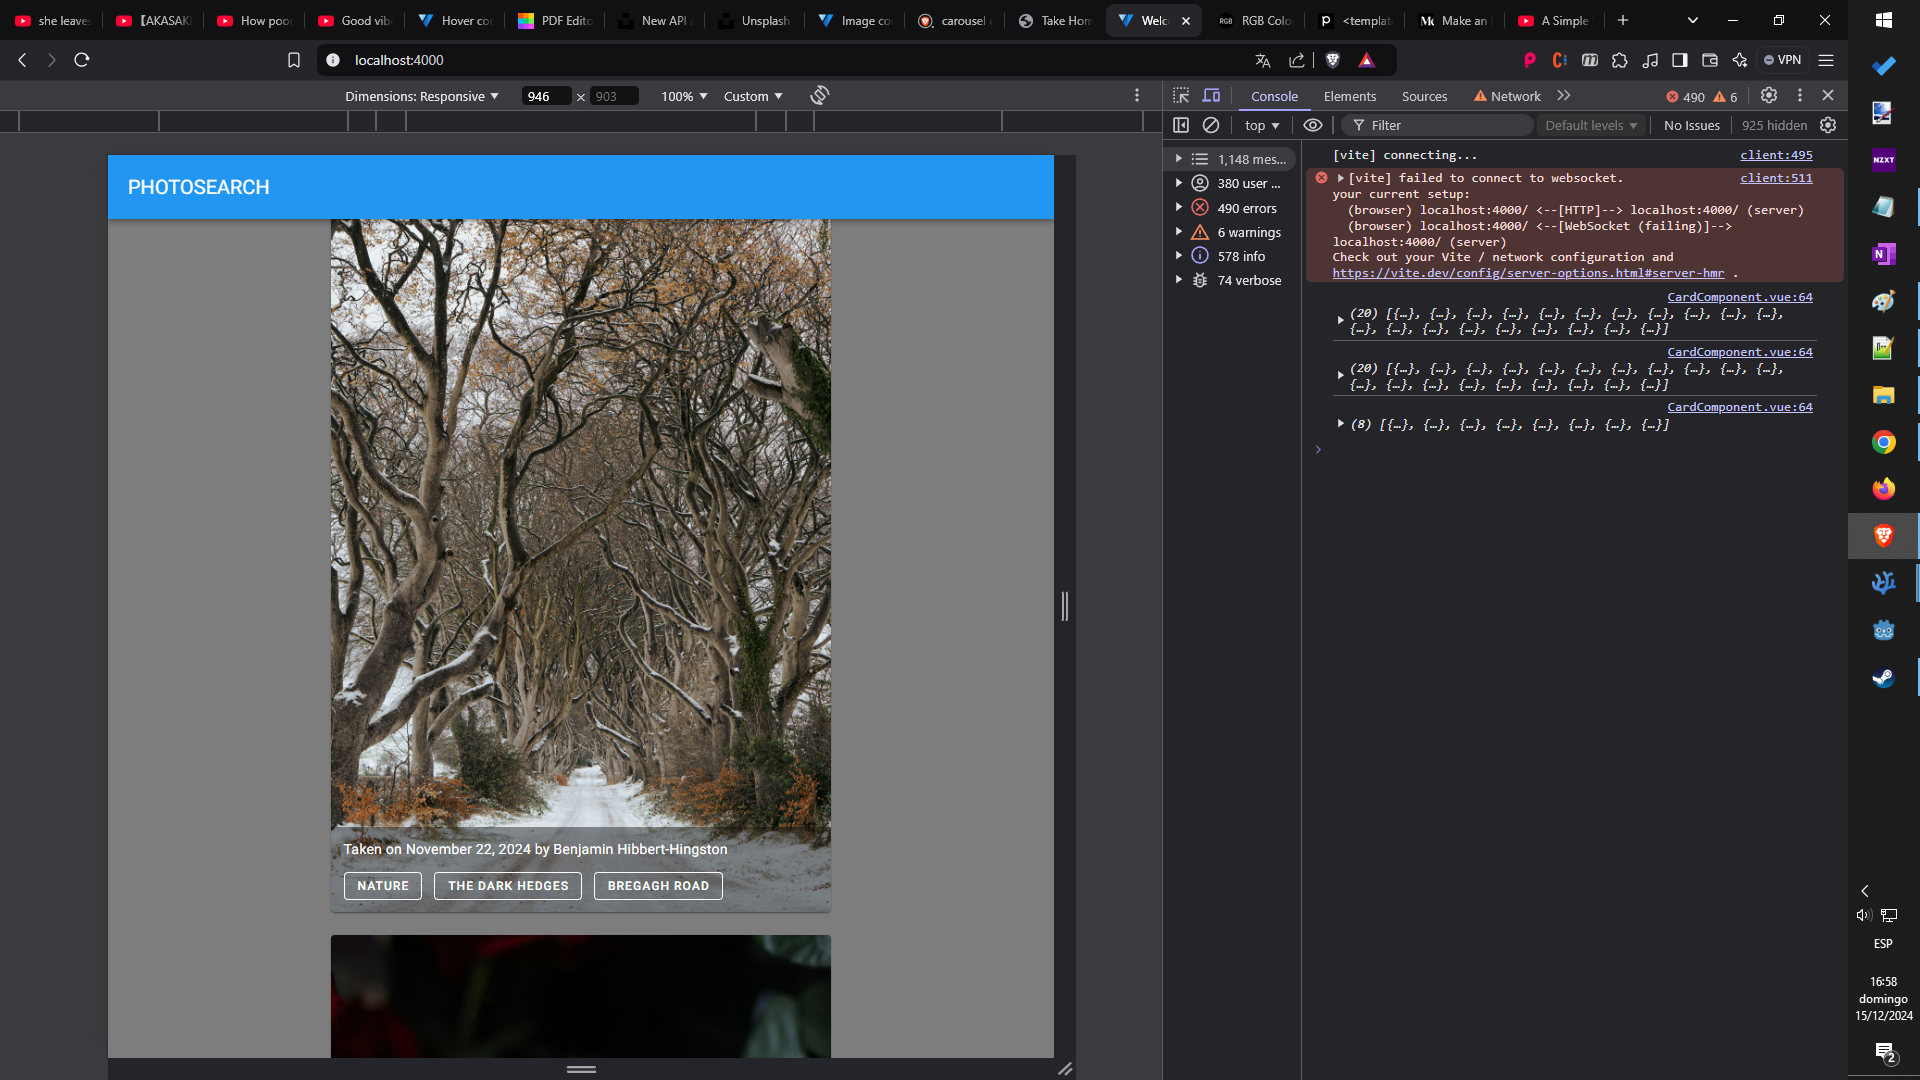 she leaves
【AKASAK
How poor
Good vib
Hover co
PDF Edito
New API
Unsplash
Image co
carousel
Take Hom
Welc
RGB Colo
<templat
Make an
A Simple
localhost:4000
VPN
Dimensions: Responsive
946 × 903
100%
Custom
Console
Elements
Sources
Network
490
6
top
Filter
Default levels
No Issues
925 hidden
PHOTOSEARCH
1,148 mes...
380 user ...
490 errors
6 warnings
578 info
74 verbose
[vite] connecting...
client:495
[vite] failed to connect to websocket.
client:511
your current setup:
(browser) localhost:4000/ <--[HTTP]--> localhost:4000/ (server)
(browser) localhost:4000/ <--[WebSocket (failing)]-->
localhost:4000/ (server)
Check out your Vite / network configuration and
https://vite.dev/config/server-options.html#server-hmr .
CardComponent.vue:64
(20) [{…}, {…}, {…}, {…}, {…}, {…}, {…}, {…}, {…}, {…}, {…},
{…}, {…}, {…}, {…}, {…}, {…}, {…}, {…}, {…}]
CardComponent.vue:64
(20) [{…}, {…}, {…}, {…}, {…}, {…}, {…}, {…}, {…}, {…}, {…},
{…}, {…}, {…}, {…}, {…}, {…}, {…}, {…}, {…}]
CardComponent.vue:64
(8) [{…}, {…}, {…}, {…}, {…}, {…}, {…}, {…}]
Taken on November 22, 2024 by Benjamin Hibbert-Hingston
NATURE
THE DARK HEDGES
BREGAGH ROAD
NZXT
ESP
16:58
domingo
15/12/2024
2